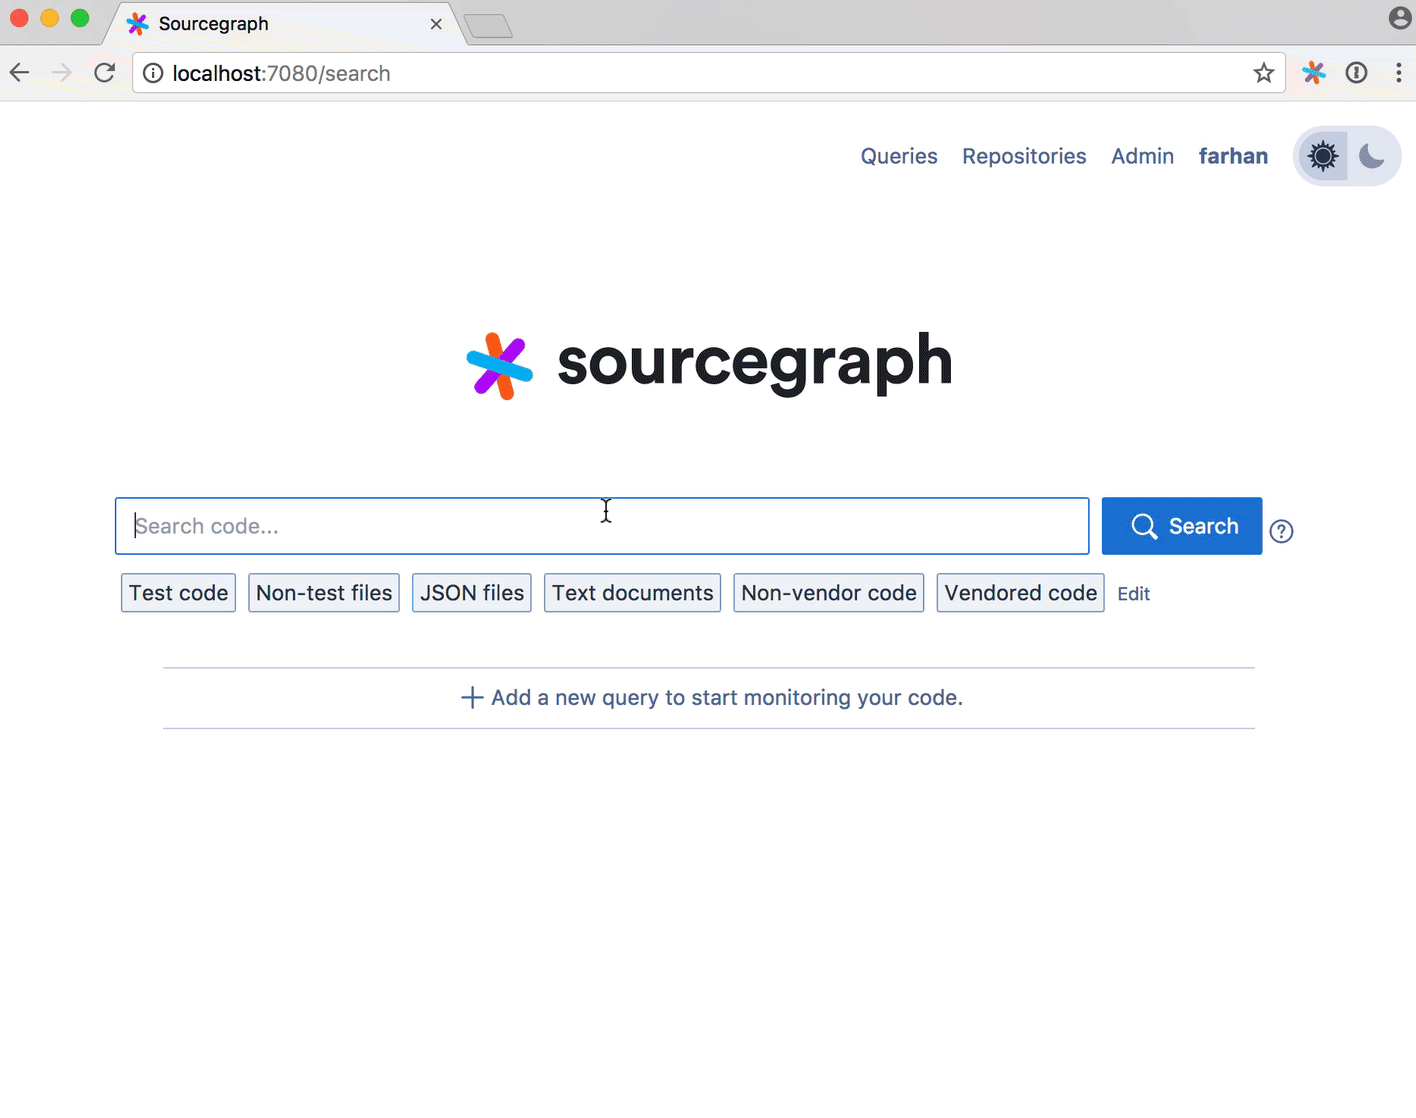 Sourcegraph
localhost:7080/search
Queries Repositories Admin farhan
sourcegraph
Search code...
Search
Test code Non-test files JSON files Text documents Non-vendor code Vendored code Edit
Add a new query to start monitoring your code.